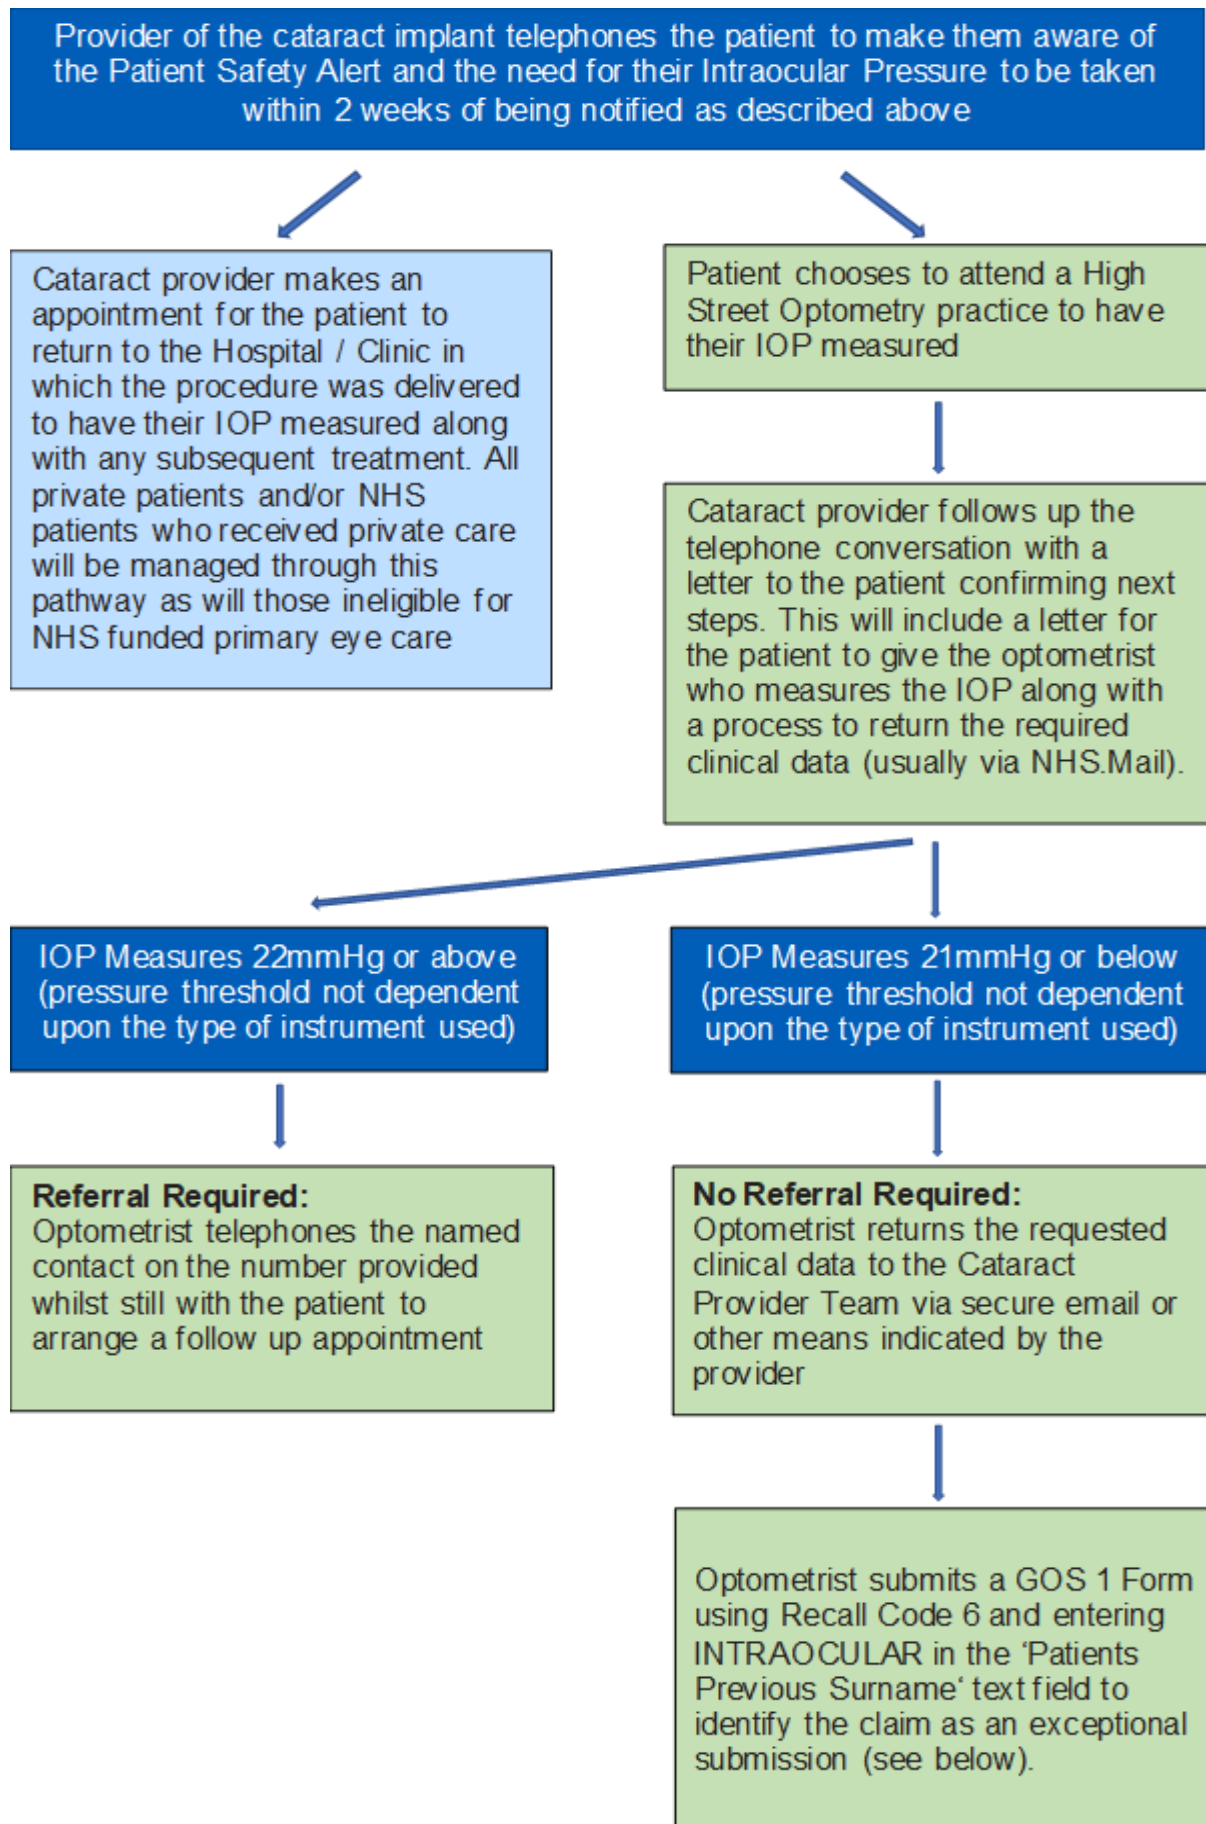 Provider of the cataract implant telephones the patient to make them aware of
the Patient Safety Alert and the need for their Intraocular Pressure to be taken
within 2 weeks of being notified as described above
Cataract provider makes an
appointment for the patient to
return to the Hospital / Clinic in
which the procedure was delivered
to have their IOP measured along
with any subsequent treatment. All
private patients and/or NHS
patients who received private care
will be managed through this
pathway as will those ineligible for
NHS funded primary eye care
Patient chooses to attend a High
Street Optometry practice to have
their IOP measured
Cataract provider follows up the
telephone conversation with a
letter to the patient confirming next
steps. This will include a letter for
the patient to give the optometrist
who measures the IOP along with
a process to return the required
clinical data (usually via NHS.Mail).
IOP Measures 22mmHg or above
(pressure threshold not dependent
upon the type of instrument used)
IOP Measures 21mmHg or below
(pressure threshold not dependent
upon the type of instrument used)
Referral Required:
Optometrist telephones the named
contact on the number provided
whilst still with the patient to
arrange a follow up appointment
No Referral Required:
Optometrist returns the requested
clinical data to the Cataract
Provider Team via secure email or
other means indicated by the
provider
Optometrist submits a GOS 1 Form
using Recall Code 6 and entering
INTRAOCULAR in the ‘Patients
Previous Surname‘ text field to
identify the claim as an exceptional
submission (see below).